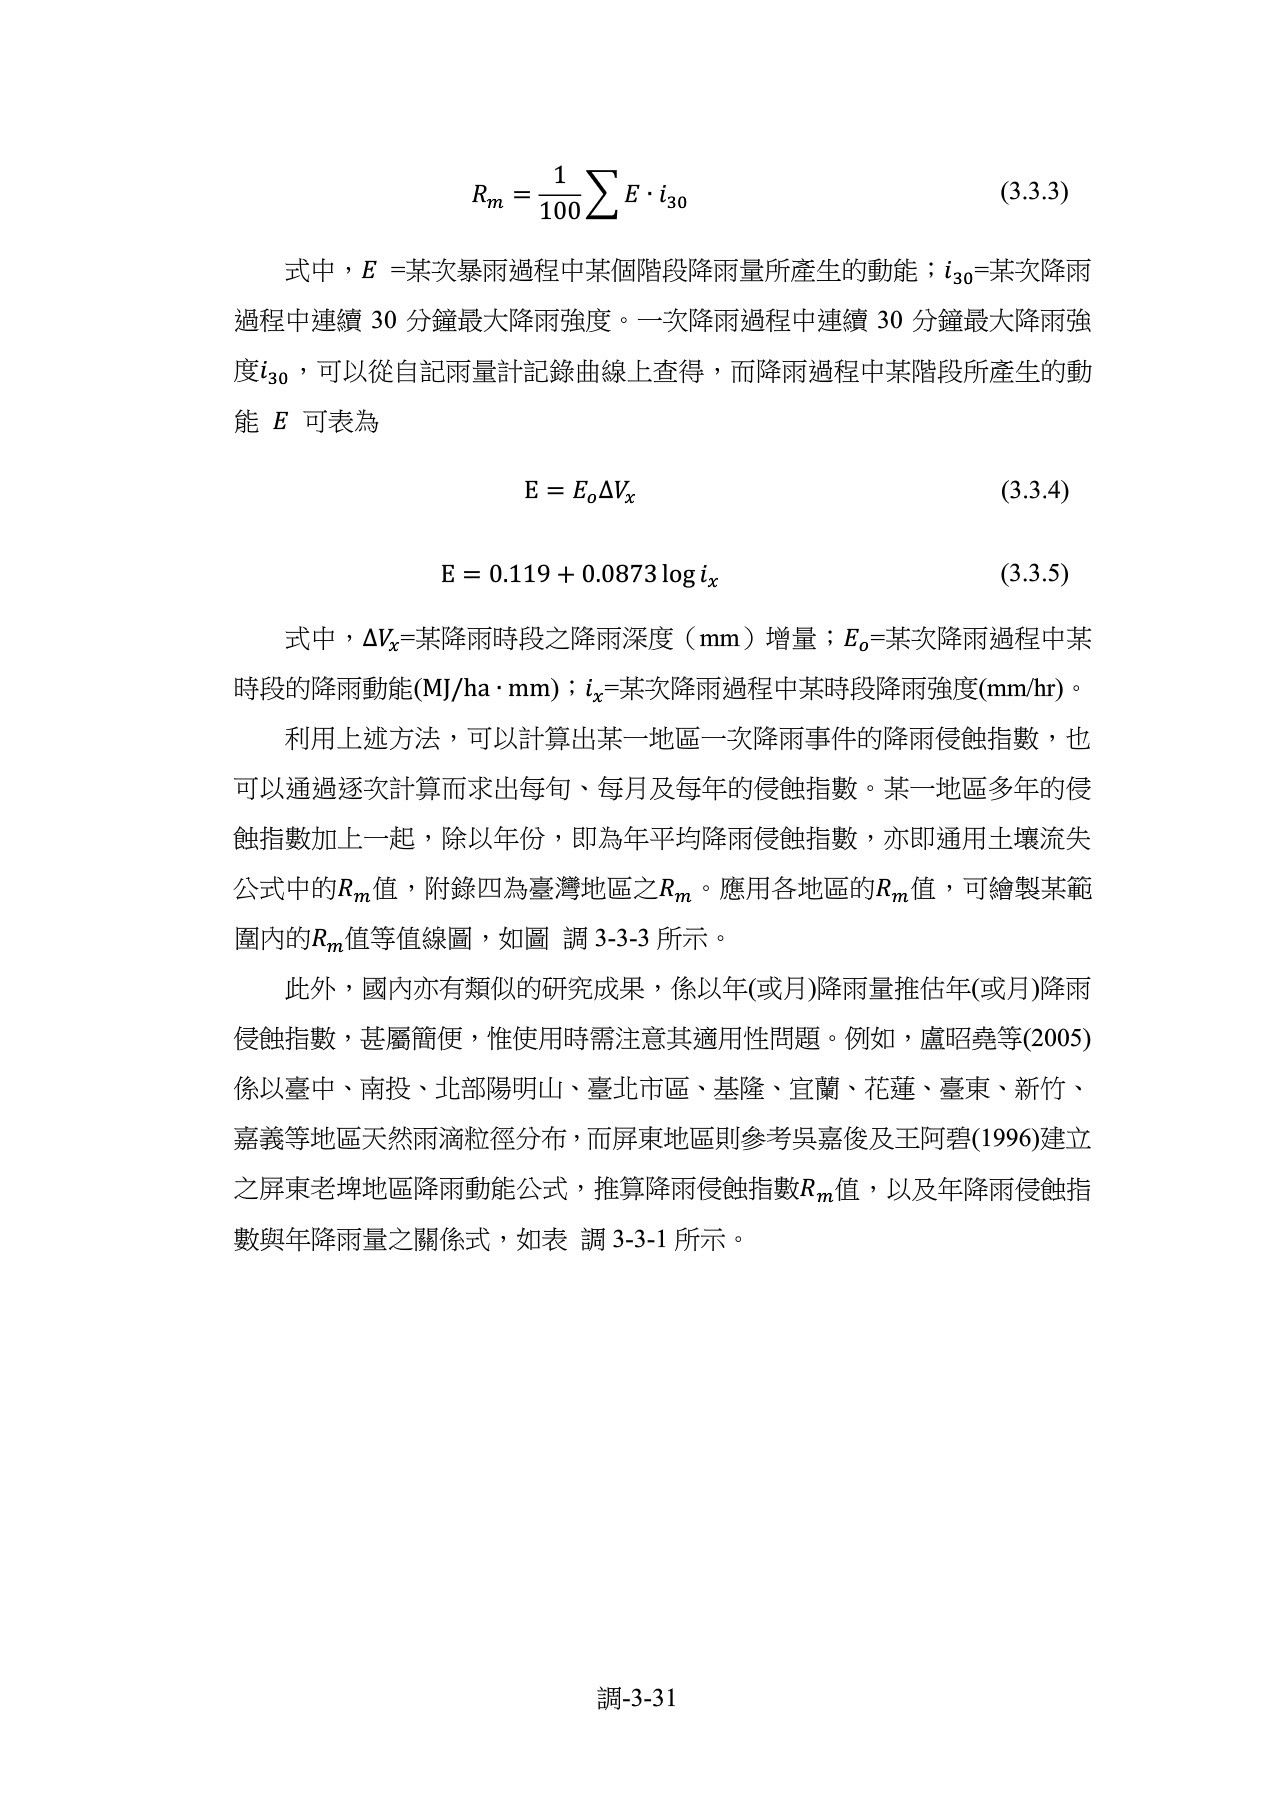 R_m = 1/100 ∑ E · i_30 (3.3.3)
式中，E =某次暴雨過程中某個階段降雨量所產生的動能；i_30=某次降雨
過程中連續 30 分鐘最大降雨強度。一次降雨過程中連續 30 分鐘最大降雨強
度i_30，可以從自記雨量計記錄曲線上查得，而降雨過程中某階段所產生的動
能 E 可表為
E = E_oΔV_x (3.3.4)
E = 0.119 + 0.0873 log i_x (3.3.5)
式中，ΔV_x=某降雨時段之降雨深度（mm）增量；E_o=某次降雨過程中某
時段的降雨動能(MJ/ha · mm)；i_x=某次降雨過程中某時段降雨強度(mm/hr)。
利用上述方法，可以計算出某一地區一次降雨事件的降雨侵蝕指數，也
可以通過逐次計算而求出每旬、每月及每年的侵蝕指數。某一地區多年的侵
蝕指數加上一起，除以年份，即為年平均降雨侵蝕指數，亦即通用土壤流失
公式中的R_m值，附錄四為臺灣地區之R_m。應用各地區的R_m值，可繪製某範
圍內的R_m值等值線圖，如圖 調 3-3-3 所示。
此外，國內亦有類似的研究成果，係以年(或月)降雨量推估年(或月)降雨
侵蝕指數，甚屬簡便，惟使用時需注意其適用性問題。例如，盧昭堯等(2005)
係以臺中、南投、北部陽明山、臺北市區、基隆、宜蘭、花蓮、臺東、新竹、
嘉義等地區天然雨滴粒徑分布，而屏東地區則參考吳嘉俊及王阿碧(1996)建立
之屏東老埤地區降雨動能公式，推算降雨侵蝕指數R_m值，以及年降雨侵蝕指
數與年降雨量之關係式，如表 調 3-3-1 所示。
調-3-31